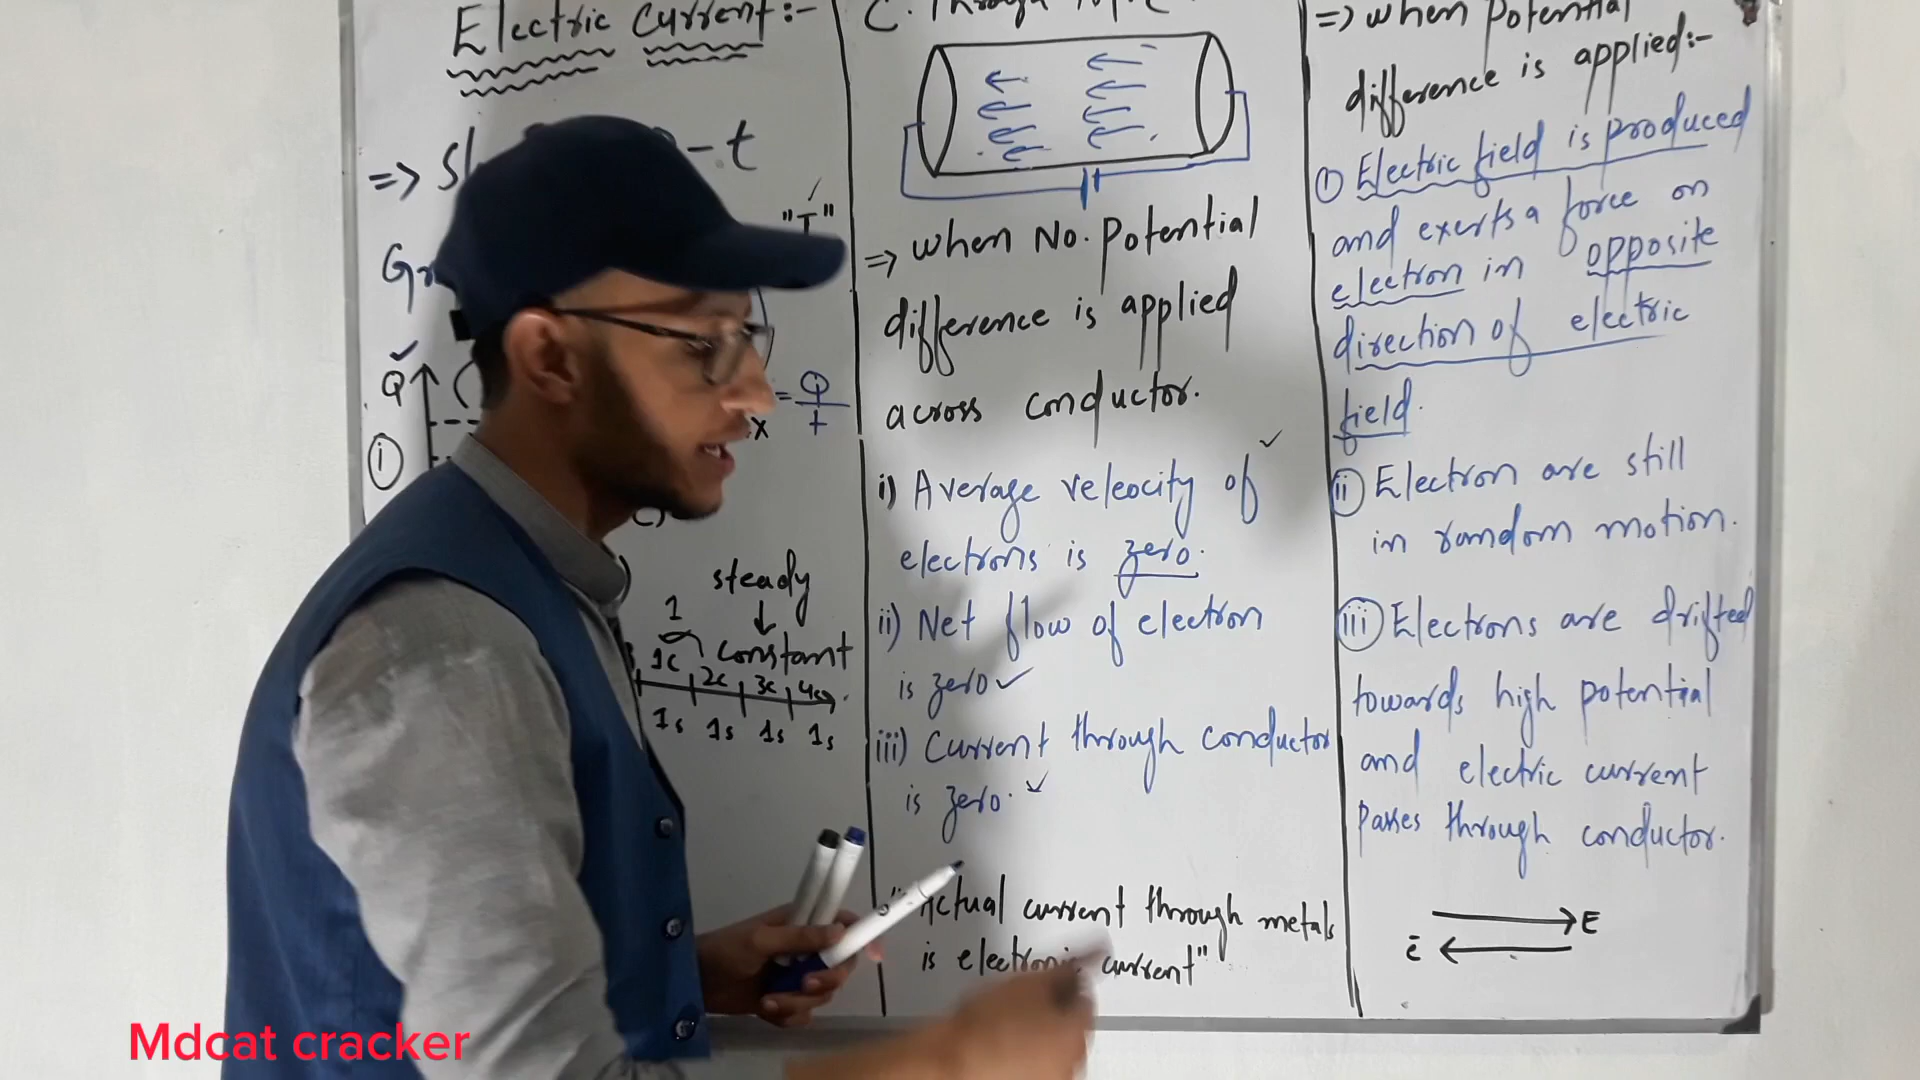 Electric Current:-
=> - t
"I"
Q
= Q
t
x
i
steady
1
constant
1c 2c 3c 4c
1s 1s 1s 1s
C. Through
=> when No. potential
difference is applied
across conductor.
i) Average veleocity of
electrons is zero.
ii) Net flow of electron
is zero
iii) Current through conductor
is zero.
"Actual current through metals
is electronic current"
=> when potential
difference is applied:-
i Electric field is produced
and exerts a force on
electron in opposite
direction of electric
field.
ii Electron are still
in random motion.
iii Electrons are drifted
towards high potential
and electric current
passes through conductor.
E
ē
Mdcat cracker